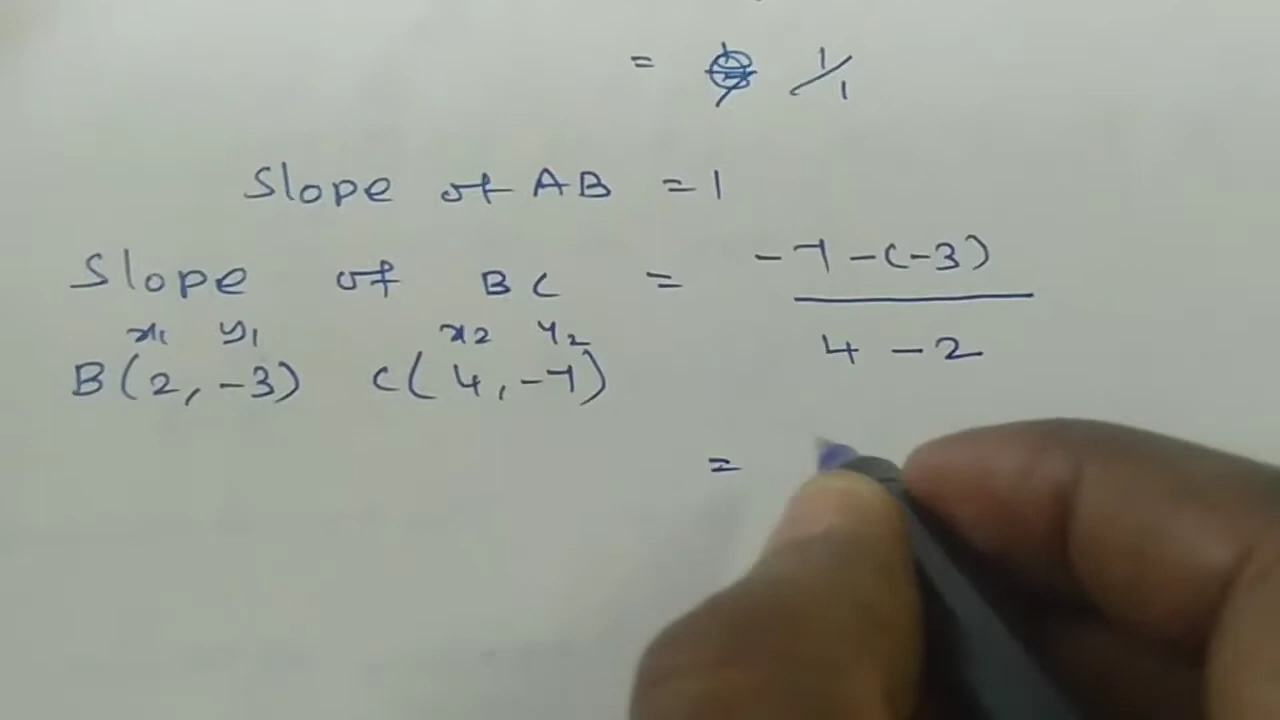 = 1/1
Slope of AB = 1
Slope of BC = -7-(-3)
4-2
x1 y1 x2 y2
B(2,-3) C(4,-7)
=